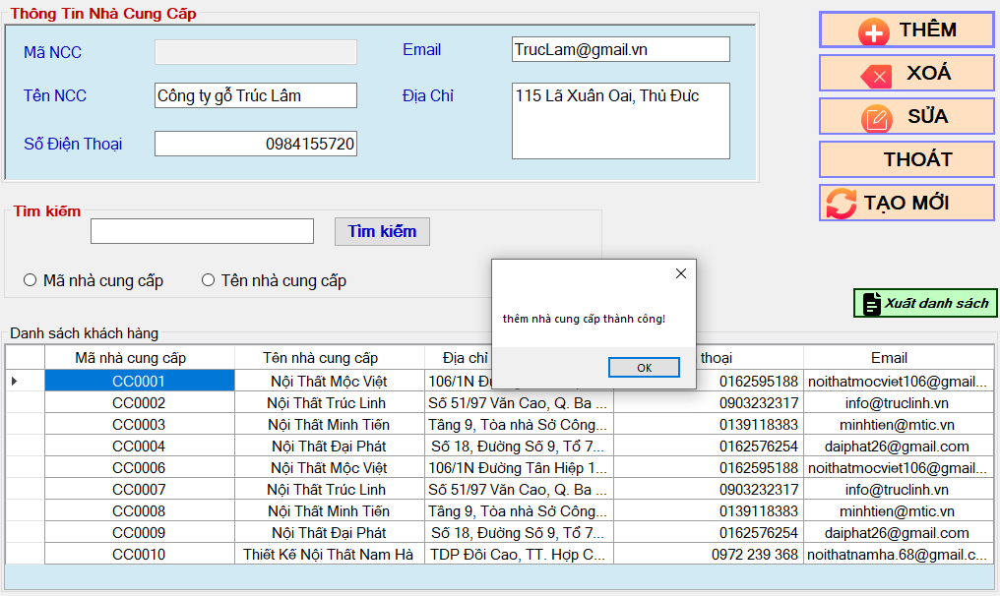 Thông Tin Nhà Cung Cấp
Mã NCC
Email
TrucLam@gmail.vn
Tên NCC
Công ty gỗ Trúc Lâm
Địa Chỉ
115 Lã Xuân Oai, Thủ Đưc
Số Điện Thoại
0984155720
THÊM
XOÁ
SỬA
THOÁT
TẠO MỚI
Tìm kiếm
Tìm kiếm
Mã nhà cung cấp
Tên nhà cung cấp
Xuất danh sách
thêm nhà cung cấp thành công!
OK
Danh sách khách hàng
Mã nhà cung cấp Tên nhà cung cấp Địa chỉ thoại Email
CC0001 Nội Thất Mộc Việt 106/1N Đư 0162595188 noithatmocviet106@gmail...
CC0002 Nội Thất Trúc Linh Số 51/97 Văn Cao, Q. Ba ... 0903232317 info@truclinh.vn
CC0003 Nội Thất Minh Tiến Tầng 9, Tòa nhà Sở Công... 0139118383 minhtien@mtic.vn
CC0004 Nội Thất Đại Phát Số 18, Đường Số 9, Tổ 7... 0162576254 daiphat26@gmail.com
CC0006 Nội Thất Mộc Việt 106/1N Đường Tân Hiệp 1... 0162595188 noithatmocviet106@gmail...
CC0007 Nội Thất Trúc Linh Số 51/97 Văn Cao, Q. Ba ... 0903232317 info@truclinh.vn
CC0008 Nội Thất Minh Tiến Tầng 9, Tòa nhà Sở Công... 0139118383 minhtien@mtic.vn
CC0009 Nội Thất Đại Phát Số 18, Đường Số 9, Tổ 7... 0162576254 daiphat26@gmail.com
CC0010 Thiết Kế Nội Thất Nam Hà TDP Đồi Cao, TT. Hợp C... 0972 239 368 noithatnamha.68@gmail.c...